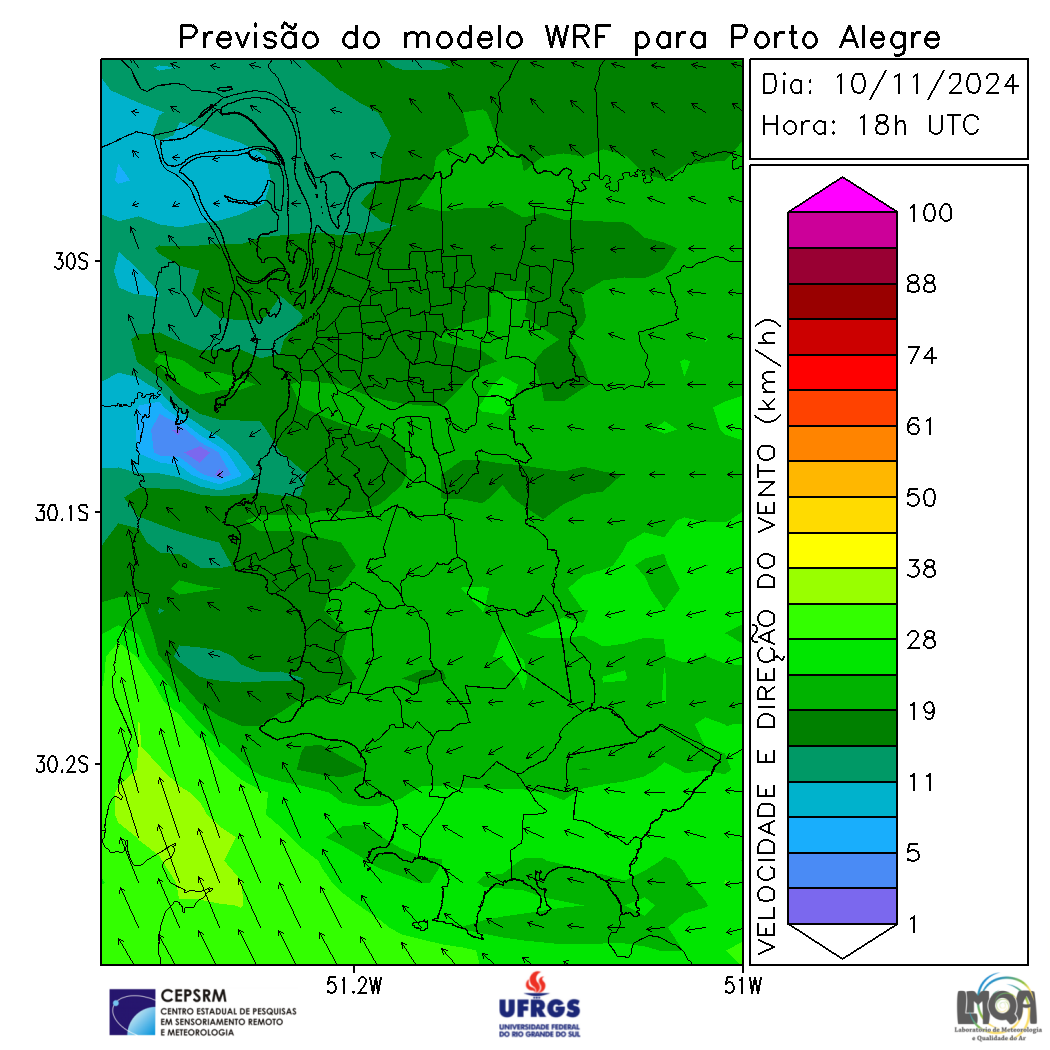 Previsão do modelo WRF para Porto Alegre
Dia: 10/11/2024
Hora: 18h UTC
30S
30.1S
30.2S
51.2W
51W
VELOCIDADE E DIREÇÃO DO VENTO (km/h)
100
88
74
61
50
38
28
19
11
5
1
CEPSRM
CENTRO ESTADUAL DE PESQUISAS
EM SENSORIAMENTO REMOTO
E METEOROLOGIA
UFRGS
UNIVERSIDADE FEDERAL
DO RIO GRANDE DO SUL
LMQA
Laboratório de Meteorologia
e Qualidade do Ar